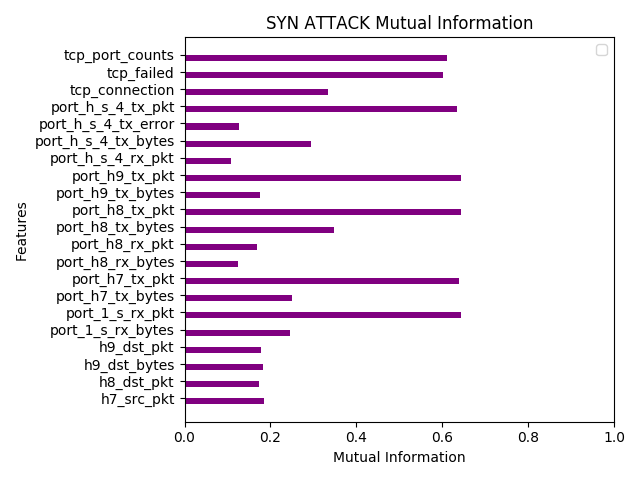 SYN ATTACK Mutual Information
tcp_port_counts
tcp_failed
tcp_connection
port_h_s_4_tx_pkt
port_h_s_4_tx_error
port_h_s_4_tx_bytes
port_h_s_4_rx_pkt
port_h9_tx_pkt
port_h9_tx_bytes
port_h8_tx_pkt
port_h8_tx_bytes
port_h8_rx_pkt
port_h8_rx_bytes
port_h7_tx_pkt
port_h7_tx_bytes
port_1_s_rx_pkt
port_1_s_rx_bytes
h9_dst_pkt
h9_dst_bytes
h8_dst_pkt
h7_src_pkt
Features
0.0 0.2 0.4 0.6 0.8 1.0
Mutual Information